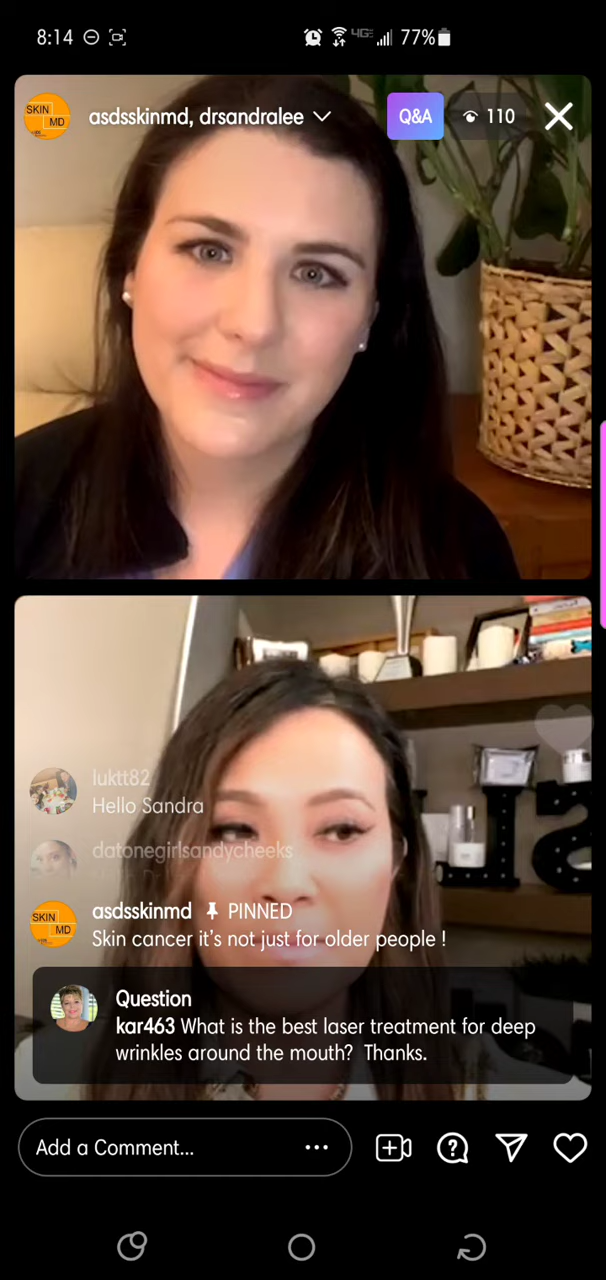 8:14
4GE
77%
SKIN
MD
asdsskinmd, drsandralee
Q&A
110
luktt82
Hello Sandra
datonegirlsandycheeks
SKIN
MD
asdsskinmd PINNED
Skin cancer it's not just for older people !
Question
kar463 What is the best laser treatment for deep
wrinkles around the mouth? Thanks.
Add a Comment...